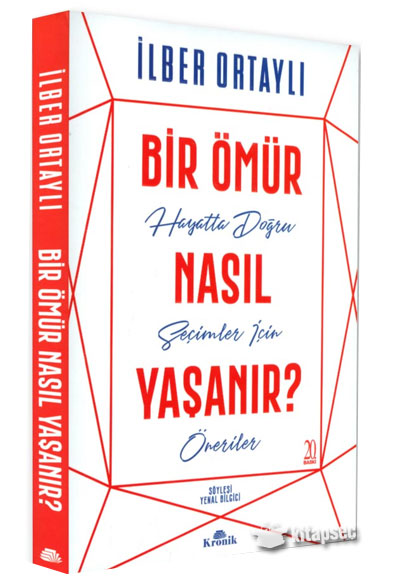 İLBER ORTAYLI
BİR ÖMÜR
Hayatta Doğru
NASIL
Seçimler İçin
YAŞANIR?
Öneriler
20.
BASKI
SÖYLEŞİ
YENAL BİLGİCİ
Kronik
İLBER ORTAYLI BİR ÖMÜR NASIL YAŞANIR?
kitapsec